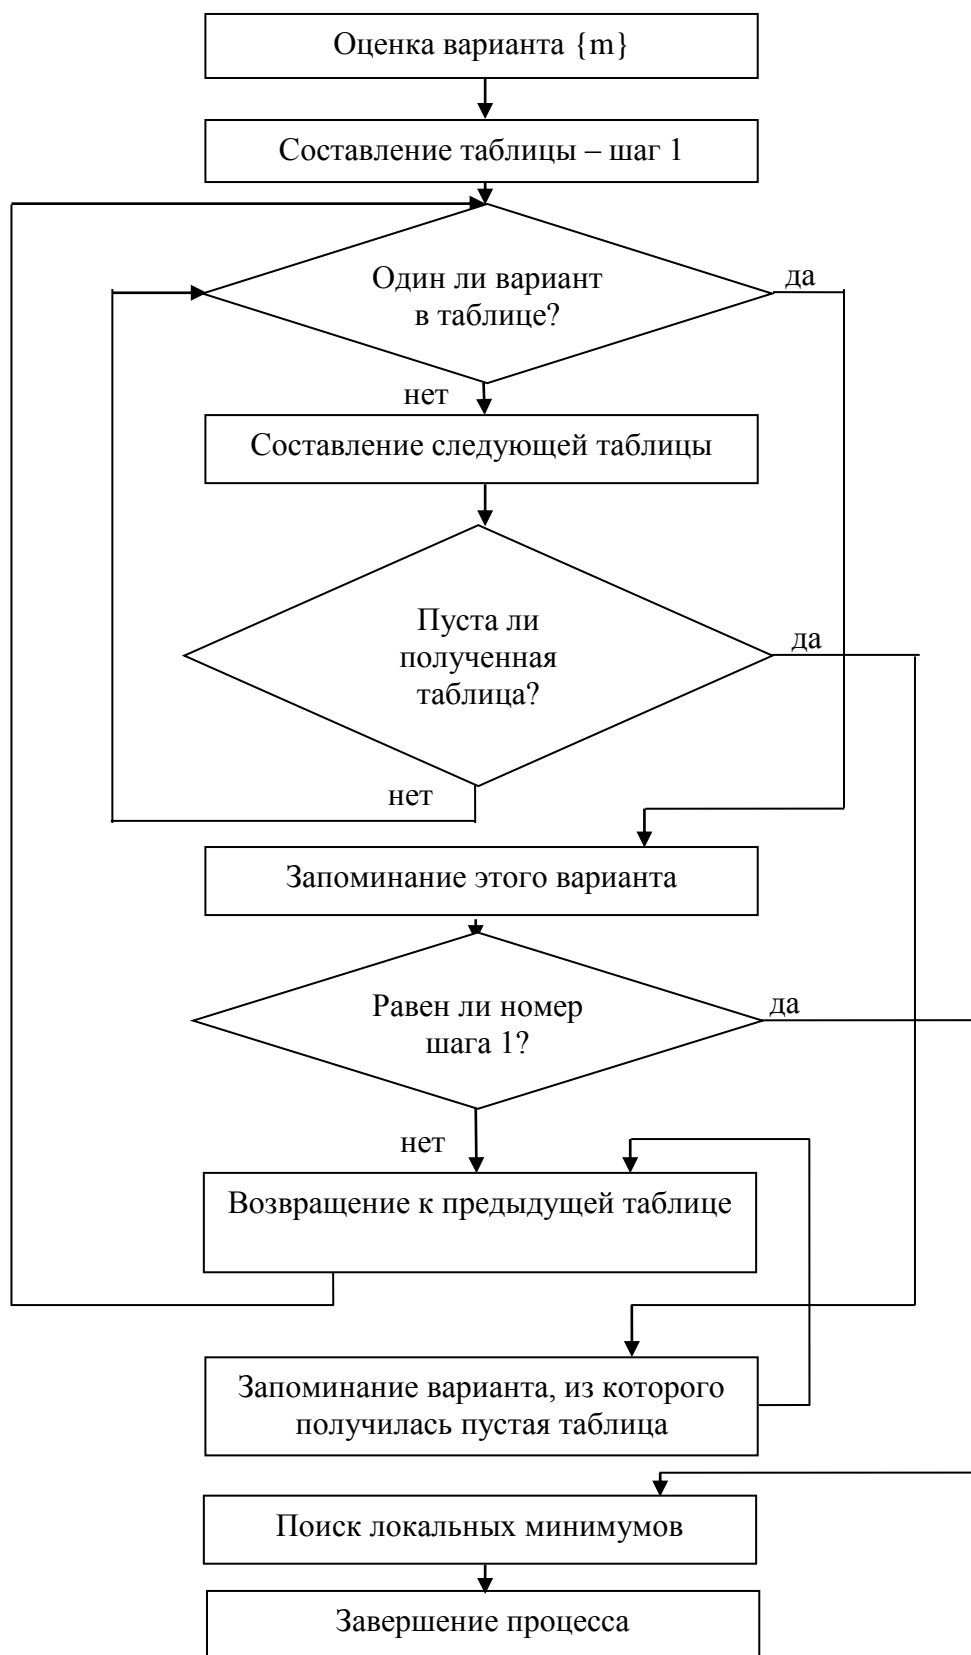 Оценка варианта {m}
Составление таблицы – шаг 1
Один ли вариант
в таблице?
да
нет
Составление следующей таблицы
Пуста ли
полученная
таблица?
да
нет
Запоминание этого варианта
Равен ли номер
шага 1?
да
нет
Возвращение к предыдущей таблице
Запоминание варианта, из которого
получилась пустая таблица
Поиск локальных минимумов
Завершение процесса